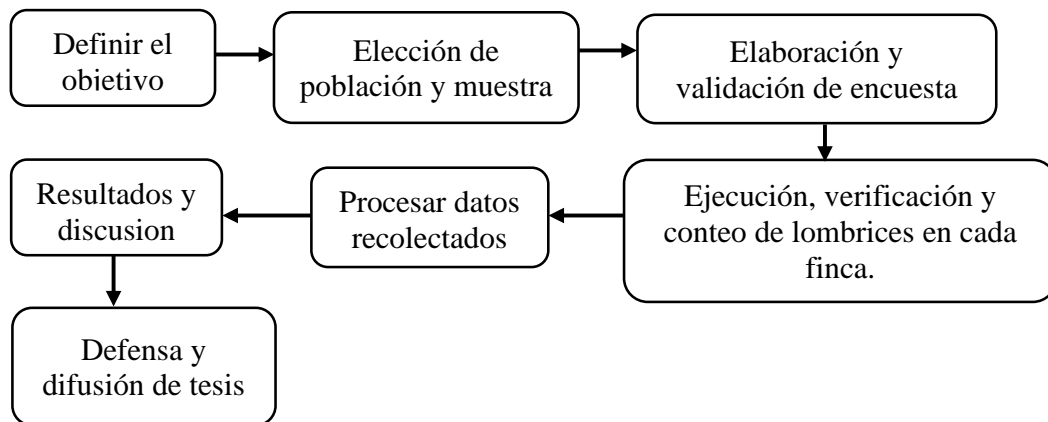 Definir el
objetivo
Elección de
población y muestra
Elaboración y
validación de encuesta
Ejecución, verificación y
conteo de lombrices en cada
finca.
Procesar datos
recolectados
Resultados y
discusion
Defensa y
difusión de tesis